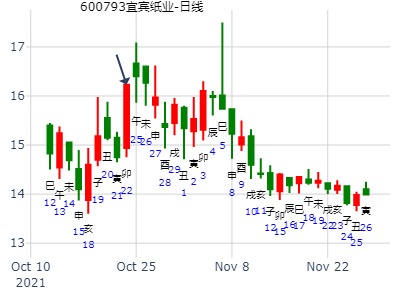 600793宜宾纸业-日线
17
16
15
14
13
巳
12
午
13
未
14
申
15
亥
18
子
19
丑
20
寅
21
卯
22
午
25
未
26
申
27
酉
28
戌
29
丑
1
寅
2
卯
3
辰
4
巳
5
申
8
酉
9
戌
10
亥
11
子
12
卯
15
辰
16
巳
17
午
18
未
19
戌
22
亥
23
子
24
丑
25
寅
26
Oct 10
2021
Oct 25
Nov 8
Nov 22